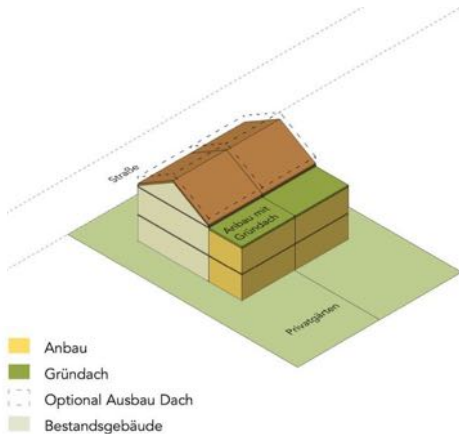 Straße
Anbau mit
Gründach
Privatgärten
Anbau
Gründach
Optional Ausbau Dach
Bestandsgebäude